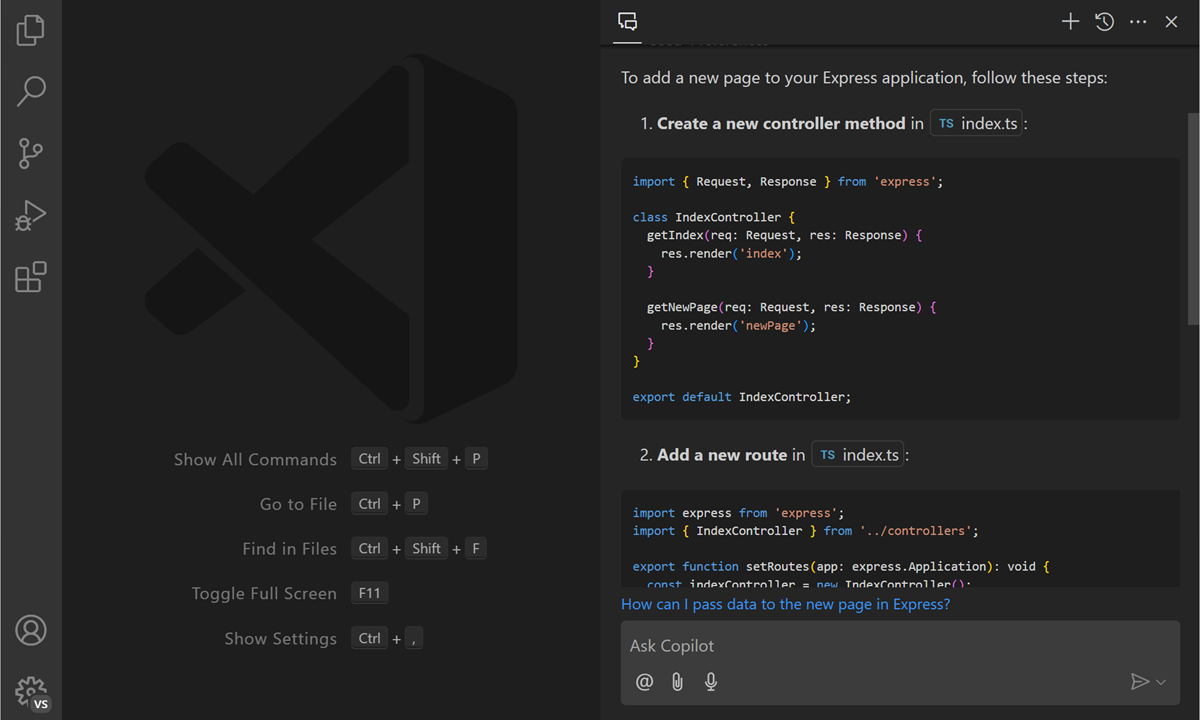 To add a new page to your Express application, follow these steps:
1. Create a new controller method in TS index.ts :
import { Request, Response } from 'express';
class IndexController {
getIndex(req: Request, res: Response) {
res.render('index');
}
getNewPage(req: Request, res: Response) {
res.render('newPage');
}
}
export default IndexController;
2. Add a new route in TS index.ts :
import express from 'express';
import { IndexController } from '../controllers';
export function setRoutes(app: express.Application): void {
const indexController = new IndexController();
How can I pass data to the new page in Express?
Ask Copilot
Show All Commands Ctrl + Shift + P
Go to File Ctrl + P
Find in Files Ctrl + Shift + F
Toggle Full Screen F11
Show Settings Ctrl + ,
VS